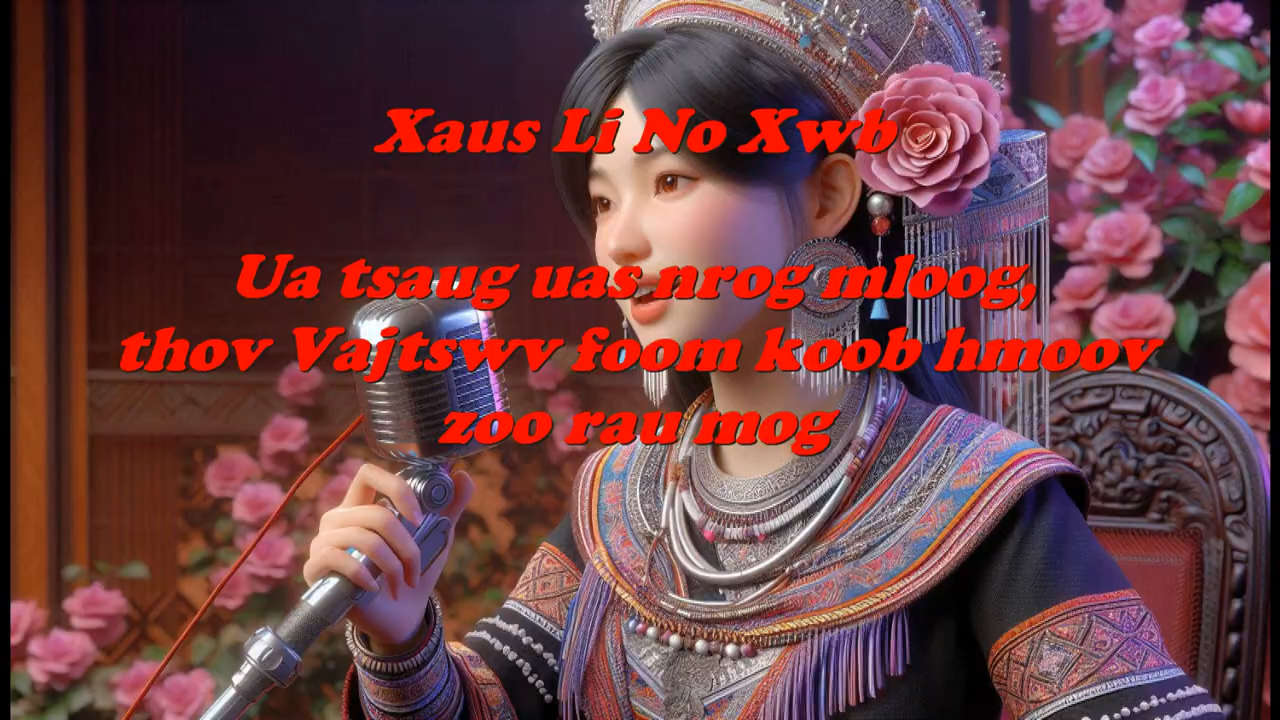 Xaus Li No Xwb
Ua tsaug uas nrog mloog,
thov Vajtswv foom koob hmoov
zoo rau mog